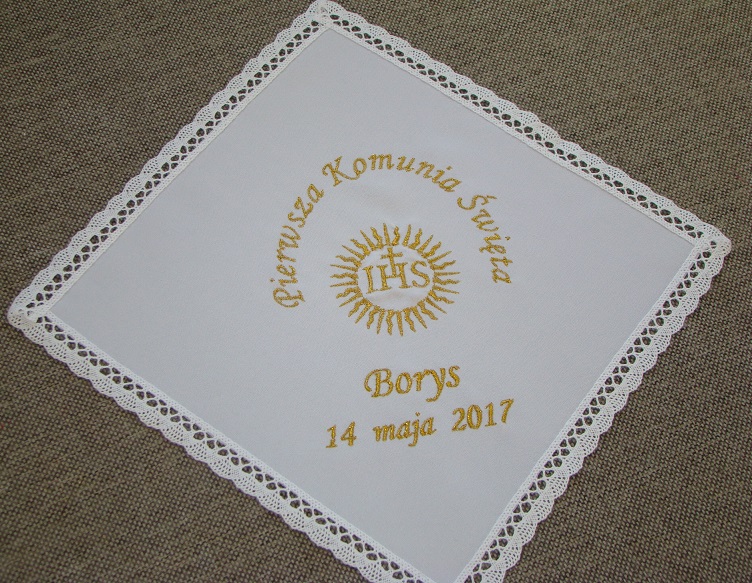 Pierwsza Komunia Święta
IHS
Borys
14 maja 2017